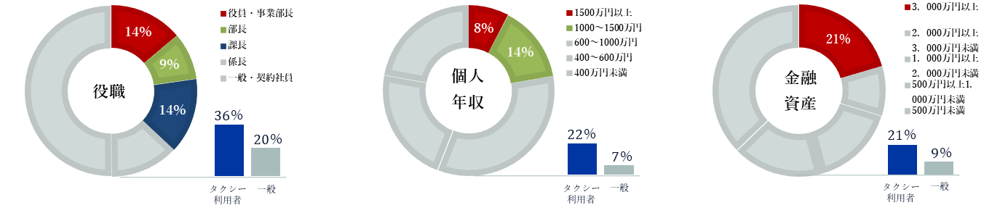 14%
9%
14%
役職
役員・事業部長
部長
課長
係長
一般・契約社員
36%
20%
タクシー
利用者
一般
8%
14%
個人
年収
1500万円以上
1000〜1500万円
600〜1000万円
400〜600万円
400万円未満
22%
7%
タクシー
利用者
一般
21%
金融
資産
3，000万円以上
2，000万円以上
3，000万円未満
1，000万円以上
2，000万円未満
500万円以上1，
000万円未満
500万円未満
21%
9%
タクシー
利用者
一般